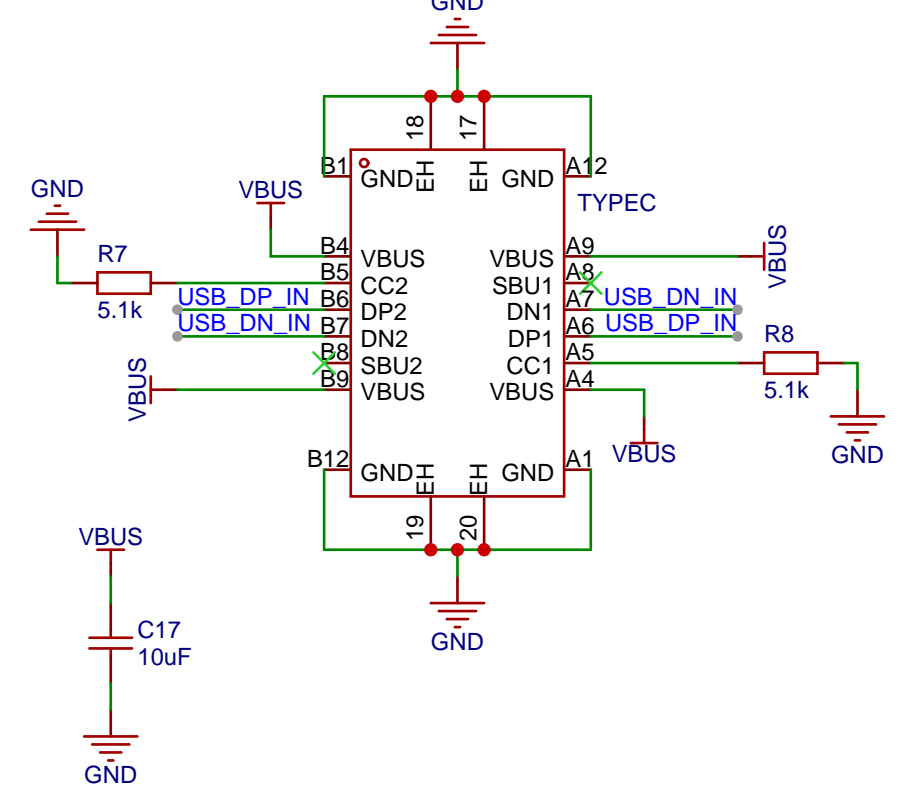 GND
18
17
B1
GND
EH
EH
GND
A12
TYPEC
GND
VBUS
R7
5.1k
B4
VBUS
VBUS
A9
VBUS
B5
CC2
SBU1
A8
USB_DP_IN
B6
DP2
DN1
A7
USB_DN_IN
USB_DN_IN
B7
DN2
DP1
A6
USB_DP_IN
B8
SBU2
CC1
A5
R8
5.1k
VBUS
B9
VBUS
VBUS
A4
VBUS
GND
B12
GND
EH
EH
GND
A1
19
20
GND
VBUS
C17
10uF
GND